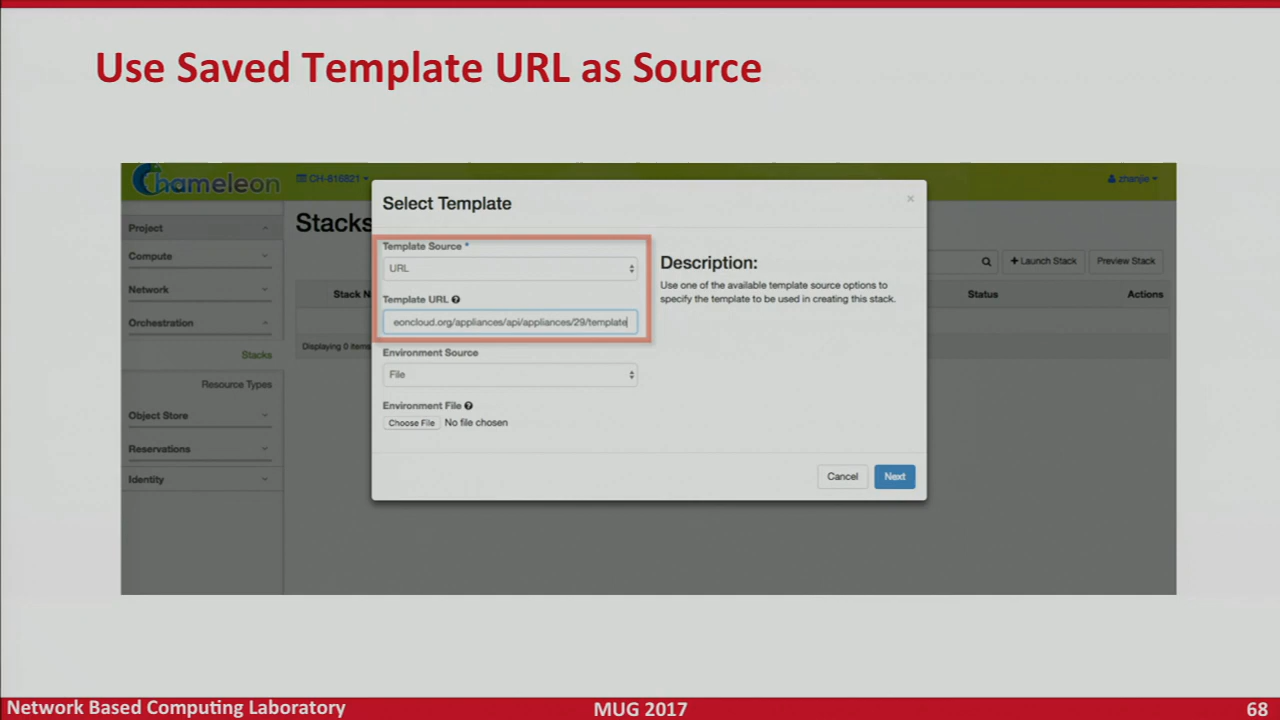 Use Saved Template URL as Source
Chameleon
CH-816821
zhanjie
Project
Compute
Network
Orchestration
Stacks
Resource Types
Object Store
Reservations
Identity
Stacks
Launch Stack
Preview Stack
Stack N
Status
Actions
Displaying 0 items
Select Template
×
Template Source *
URL
Template URL
eoncloud.org/appliances/api/appliances/29/template
Environment Source
File
Environment File
Choose File No file chosen
Description:
Use one of the available template source options to
specify the template to be used in creating this stack.
Cancel
Next
Network Based Computing Laboratory
MUG 2017
68